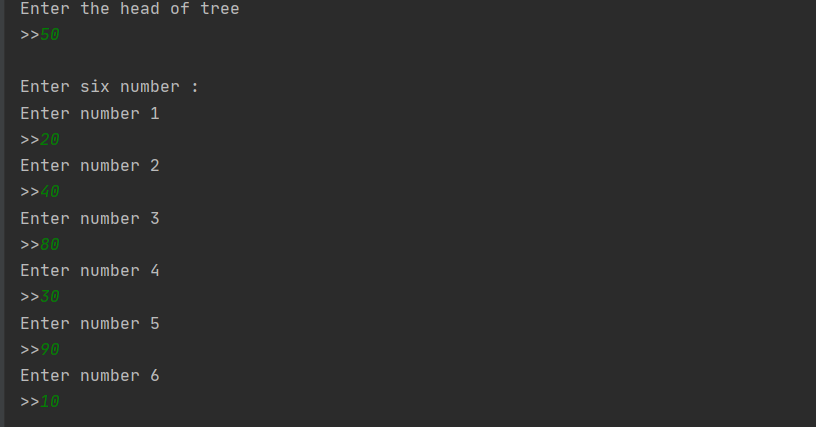 Enter the head of tree
>>50
Enter six number :
Enter number 1
>>20
Enter number 2
>>40
Enter number 3
>>80
Enter number 4
>>30
Enter number 5
>>90
Enter number 6
>>10